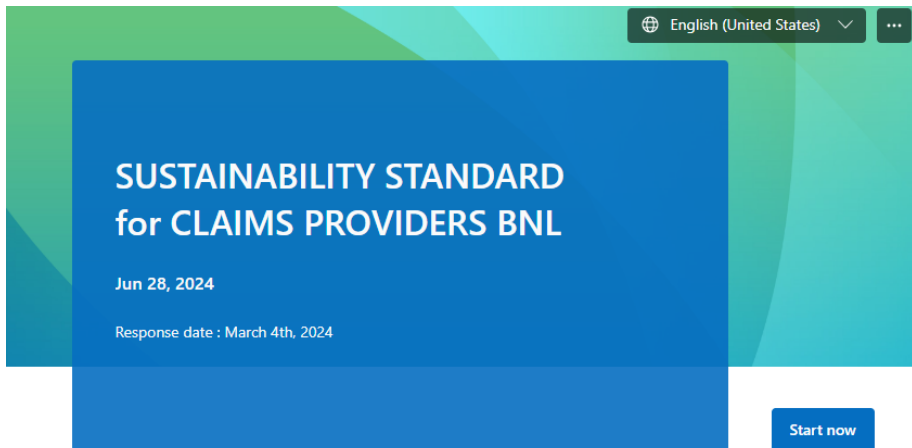 English (United States)
...
SUSTAINABILITY STANDARD
for CLAIMS PROVIDERS BNL
Jun 28, 2024
Response date : March 4th, 2024
Start now